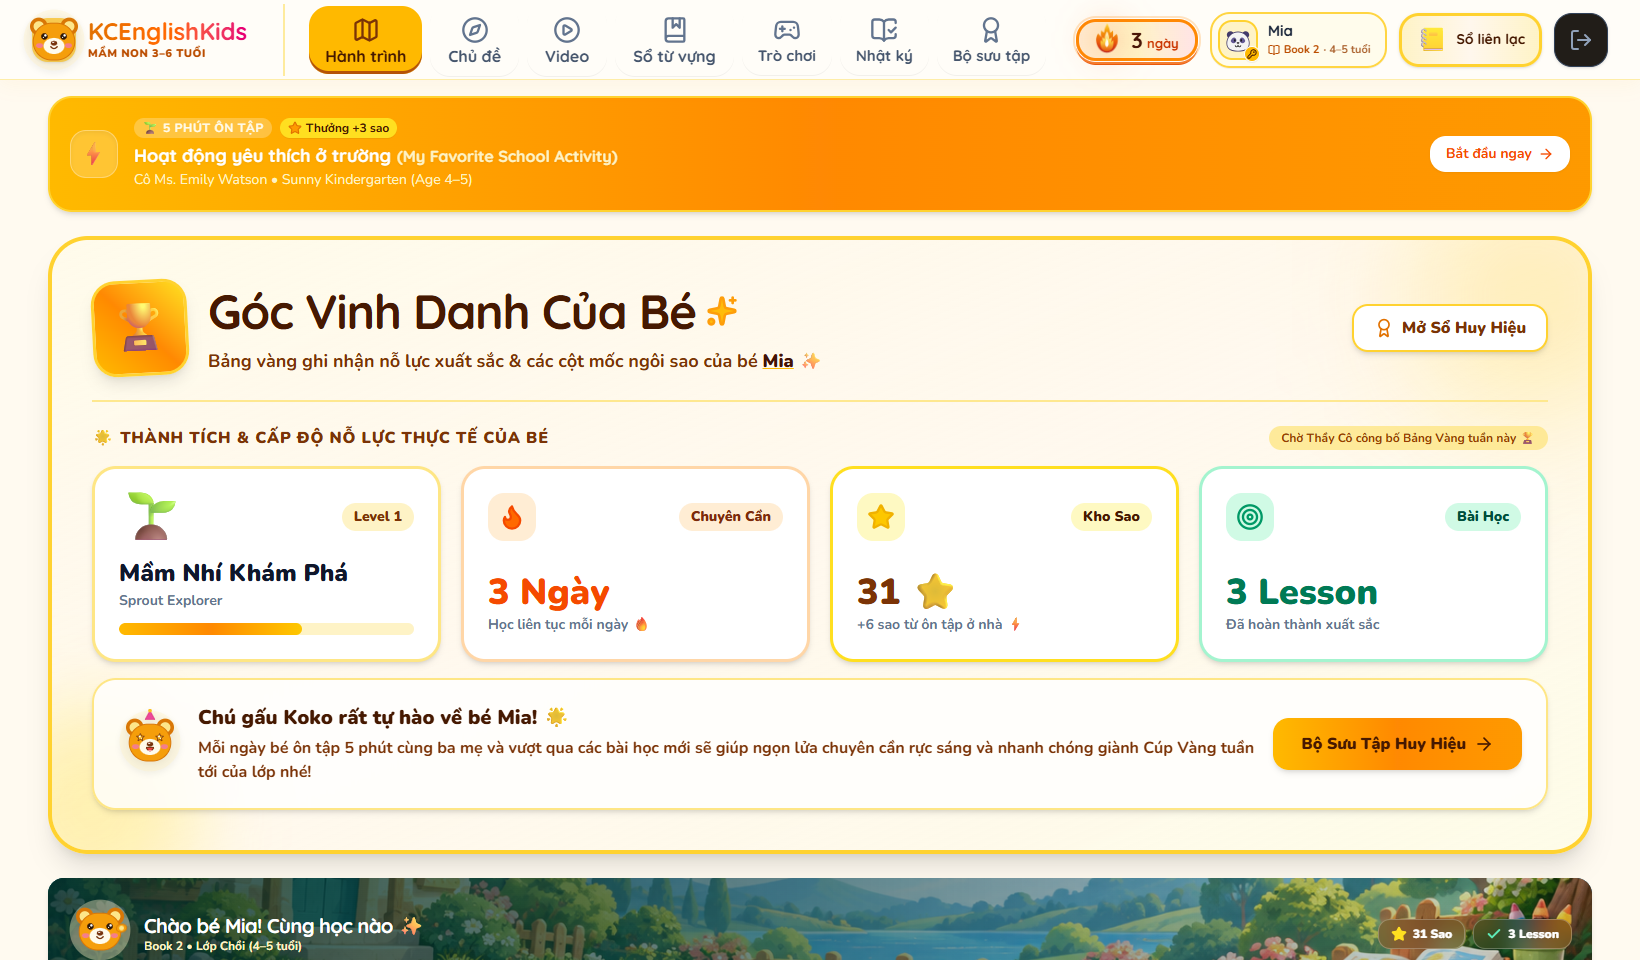 KCEnglishKids
MẦM NON 3–6 TUỔI
Hành trình
Chủ đề
Video
Sổ từ vựng
Trò chơi
Nhật ký
Bộ sưu tập
3 ngày
Mia
Book 2 · 4–5 tuổi
Sổ liên lạc
5 PHÚT ÔN TẬP
Thưởng +3 sao
Hoạt động yêu thích ở trường (My Favorite School Activity)
Cô Ms. Emily Watson • Sunny Kindergarten (Age 4–5)
Bắt đầu ngay →
Góc Vinh Danh Của Bé
Bảng vàng ghi nhận nỗ lực xuất sắc & các cột mốc ngôi sao của bé Mia
Mở Sổ Huy Hiệu
THÀNH TÍCH & CẤP ĐỘ NỖ LỰC THỰC TẾ CỦA BÉ
Chờ Thầy Cô công bố Bảng Vàng tuần này
Level 1
Mầm Nhí Khám Phá
Sprout Explorer
Chuyên Cần
3 Ngày
Học liên tục mỗi ngày
Kho Sao
31
+6 sao từ ôn tập ở nhà
Bài Học
3 Lesson
Đã hoàn thành xuất sắc
Chú gấu Koko rất tự hào về bé Mia!
Mỗi ngày bé ôn tập 5 phút cùng ba mẹ và vượt qua các bài học mới sẽ giúp ngọn lửa chuyên cần rực sáng và nhanh chóng giành Cúp Vàng tuần
tới của lớp nhé!
Bộ Sưu Tập Huy Hiệu →
Chào bé Mia! Cùng học nào
Book 2 • Lớp Chồi (4–5 tuổi)
31 Sao
3 Lesson